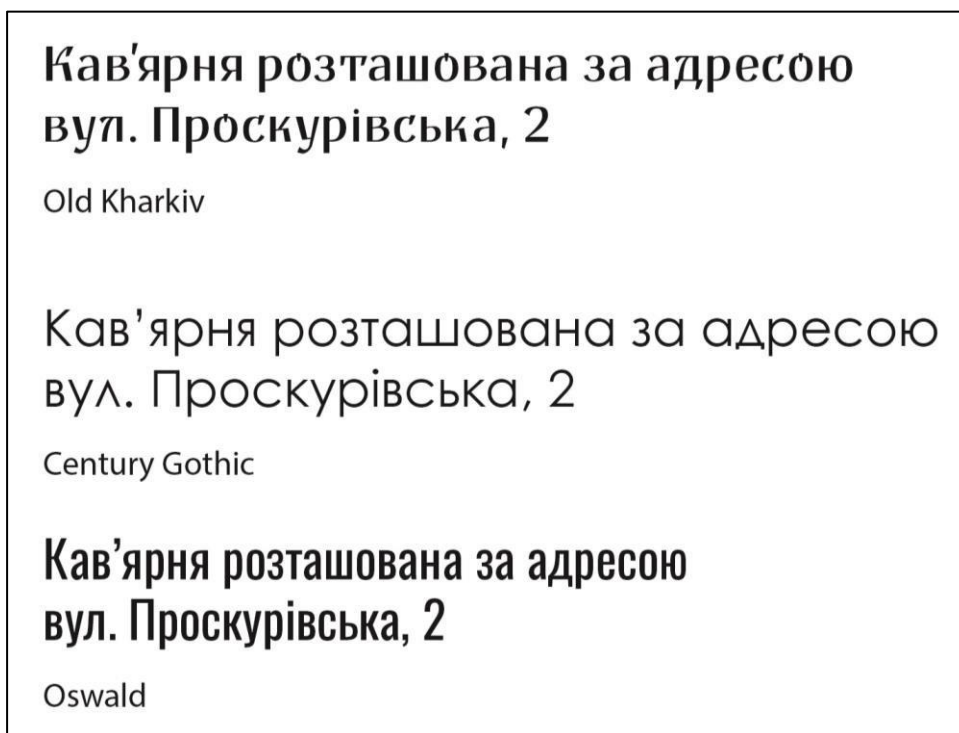 Кав'ярня розташована за адресою
вул. Проскурівська, 2
Old Kharkiv
Кав’ярня розташована за адресою
вул. Проскурівська, 2
Century Gothic
Кав’ярня розташована за адресою
вул. Проскурівська, 2
Oswald